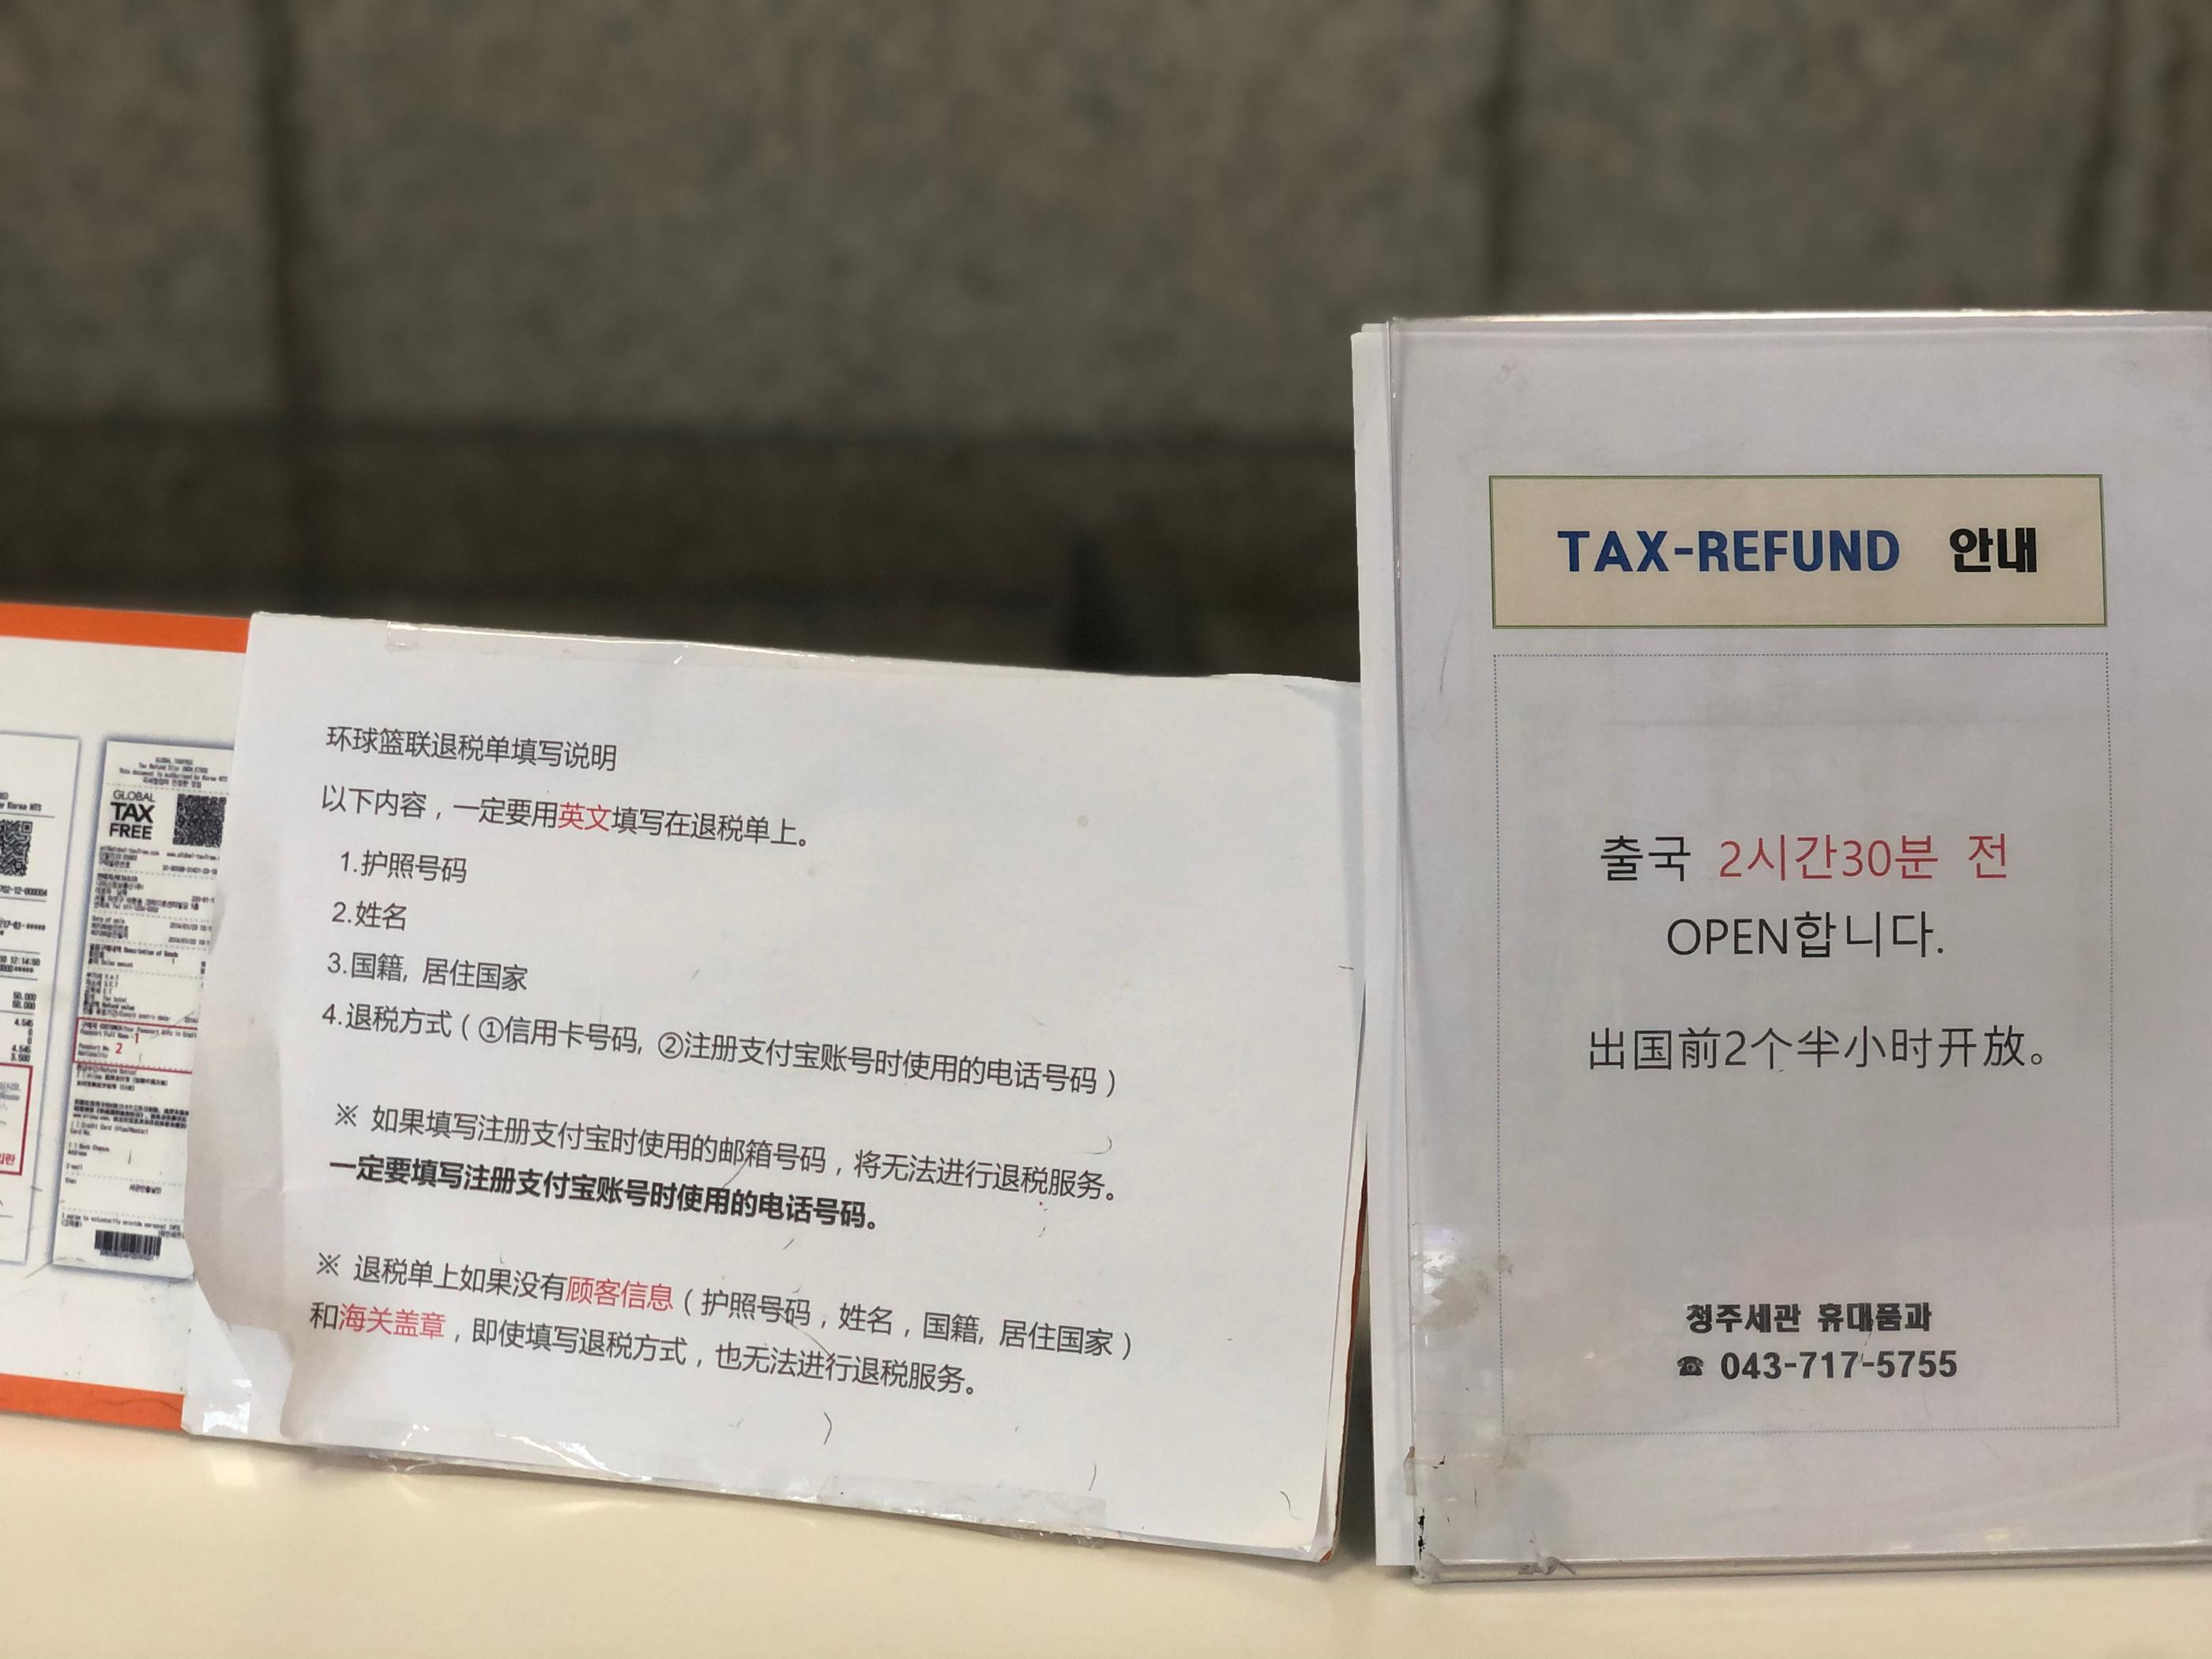 环球篮联退税单填写说明
以下内容，一定要用英文填写在退税单上。
1.护照号码
2.姓名
3.国籍, 居住国家
4.退税方式（①信用卡号码, ②注册支付宝账号时使用的电话号码）
※ 如果填写注册支付宝时使用的邮箱号码，将无法进行退税服务。
一定要填写注册支付宝账号时使用的电话号码。
※ 退税单上如果没有顾客信息（护照号码，姓名，国籍, 居住国家）
和海关盖章，即使填写退税方式，也无法进行退税服务。
TAX-REFUND 안내
출국 2시간30분 전
OPEN합니다.
出国前2个半小时开放。
청주세관 휴대품과
☎ 043-717-5755
GLOBAL
TAX
FREE
1
2